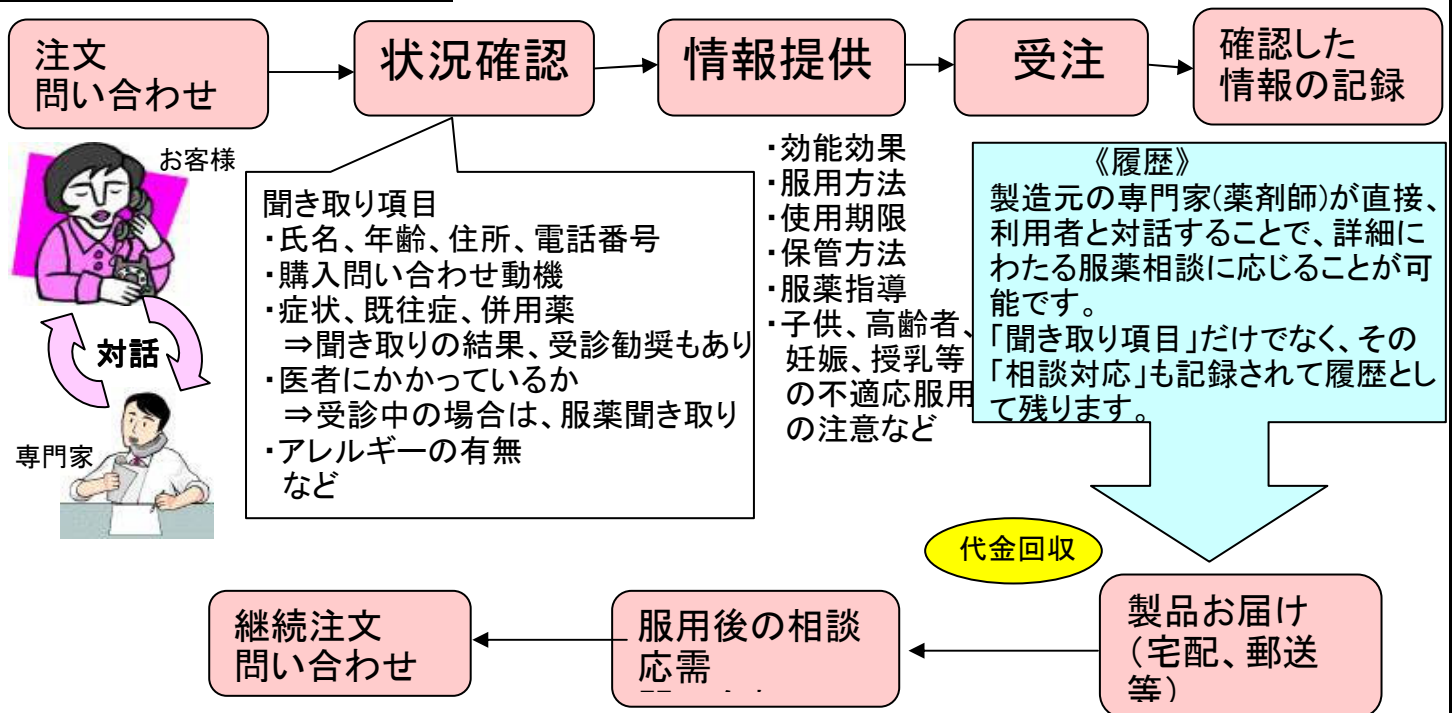 注文
問い合わせ
状況確認
情報提供
受注
確認した
情報の記録
お客様
対話
専門家
聞き取り項目
・氏名、年齢、住所、電話番号
・購入問い合わせ動機
・症状、既往症、併用薬
⇒聞き取りの結果、受診勧奨もあり
・医者にかかっているか
⇒受診中の場合は、服薬聞き取り
・アレルギーの有無
など
・効能効果
・服用方法
・使用期限
・保管方法
・服薬指導
・子供、高齢者、
妊娠、授乳等
の不適応服用
の注意など
《履歴》
製造元の専門家(薬剤師)が直接、
利用者と対話することで、詳細に
わたる服薬相談に応じることが可
能です。
「聞き取り項目」だけでなく、その
「相談対応」も記録されて履歴とし
て残ります。
代金回収
製品お届け
(宅配、郵送
等)
服用後の相談
応需
継続注文
問い合わせ